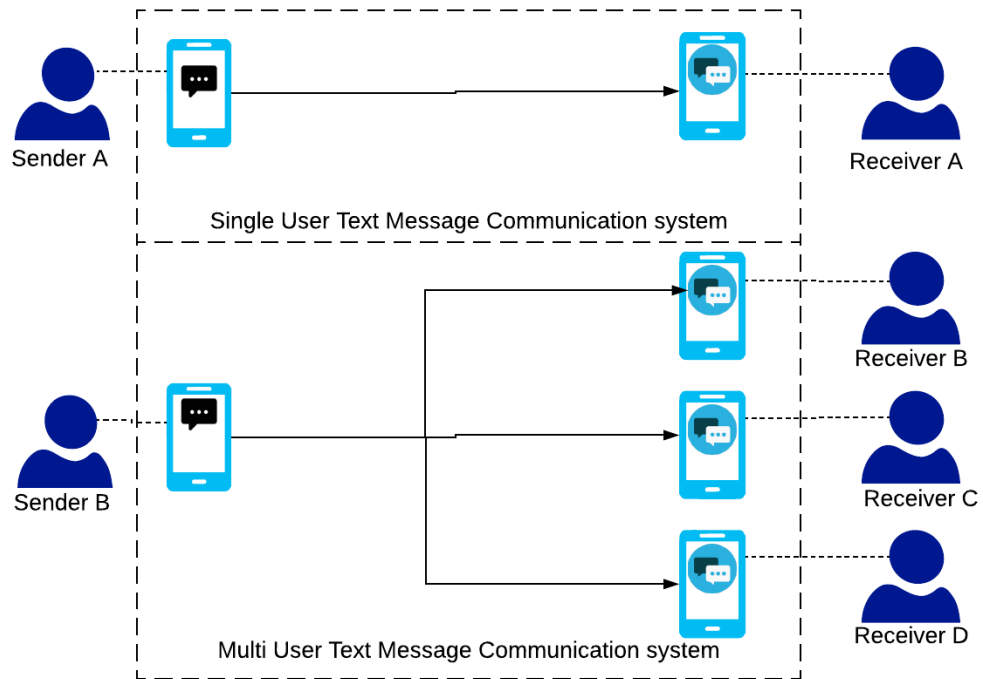 Sender A
Receiver A
Single User Text Message Communication system
Receiver B
Sender B
Receiver C
Receiver D
Multi User Text Message Communication system